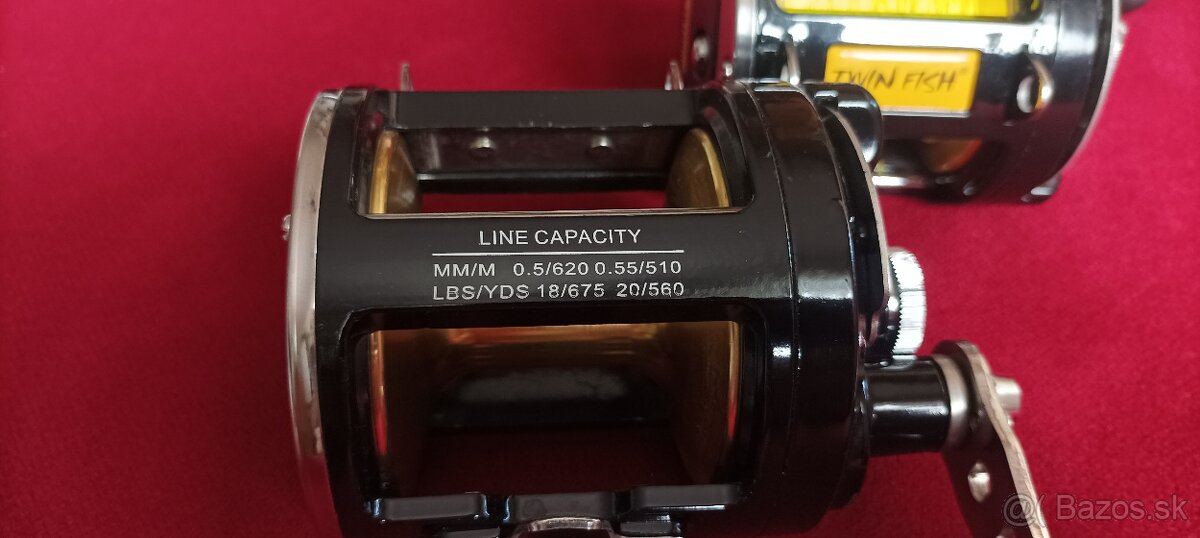 TWIN FISH
LINE CAPACITY
MM/M 0.5/620 0.55/510
LBS/YDS 18/675 20/560
@( Bazos.sk